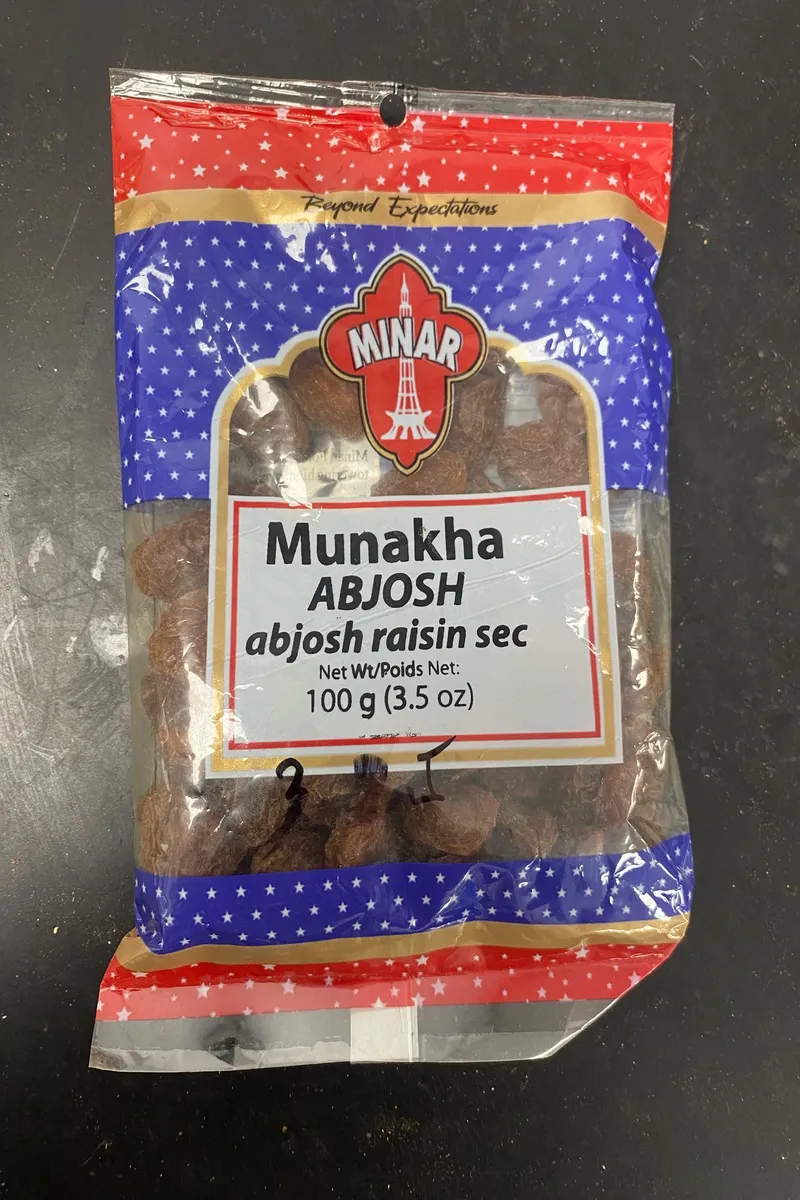 Beyond Expectations
MINAR
Munakha
ABJOSH
abjosh raisin sec
Net Wt/Poids Net:
100 g (3.5 oz)